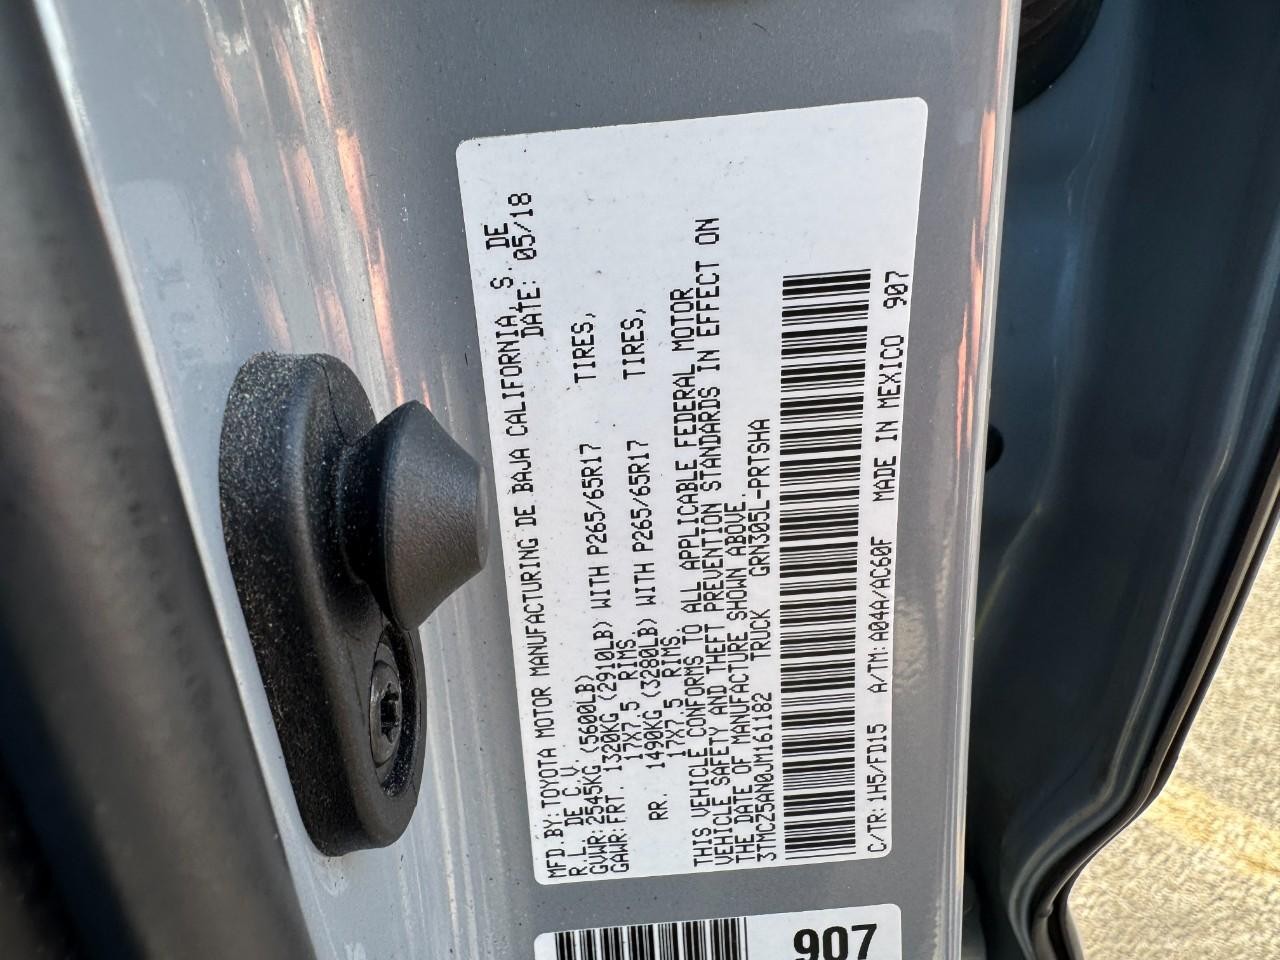 MFD.BY:TOYOTA MOTOR MANUFACTURING DE BAJA CALIFORNIA, S. DE
R.L. DE C.V. DATE: 05/18
GVWR:2545KG (5600LB)
GAWR:FRT. 1320KG (2910LB) WITH P265/65R17 TIRES,
17X7.5 RIMS.
RR. 1490KG (3280LB) WITH P265/65R17 TIRES,
17X7.5 RIMS
THIS VEHICLE CONFORMS TO ALL APPLICABLE FEDERAL MOTOR
VEHICLE SAFETY AND THEFT PREVENTION STANDARDS IN EFFECT ON
THE DATE OF MANUFACTURE SHOWN ABOVE.
3TMCZ5AN0JM161182 TRUCK GRN305L-PRTSHA
C/TR:1H5/FD15 A/TM:A04A/AC60F MADE IN MEXICO 907
907